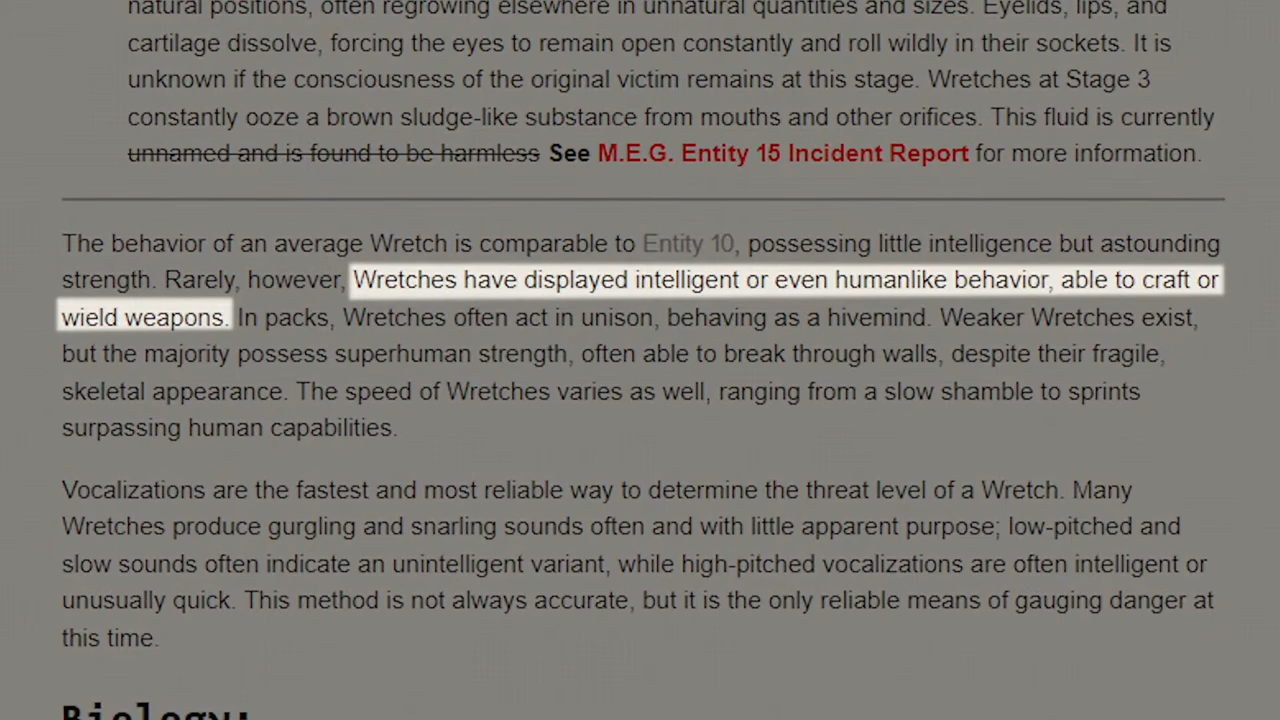 natural positions, often regrowing elsewhere in unnatural quantities and sizes. Eyelids, lips, and
cartilage dissolve, forcing the eyes to remain open constantly and roll wildly in their sockets. It is
unknown if the consciousness of the original victim remains at this stage. Wretches at Stage 3
constantly ooze a brown sludge-like substance from mouths and other orifices. This fluid is currently
unnamed and is found to be harmless See M.E.G. Entity 15 Incident Report for more information.
The behavior of an average Wretch is comparable to Entity 10, possessing little intelligence but astounding
strength. Rarely, however, Wretches have displayed intelligent or even humanlike behavior, able to craft or
wield weapons. In packs, Wretches often act in unison, behaving as a hivemind. Weaker Wretches exist,
but the majority possess superhuman strength, often able to break through walls, despite their fragile,
skeletal appearance. The speed of Wretches varies as well, ranging from a slow shamble to sprints
surpassing human capabilities.
Vocalizations are the fastest and most reliable way to determine the threat level of a Wretch. Many
Wretches produce gurgling and snarling sounds often and with little apparent purpose; low-pitched and
slow sounds often indicate an unintelligent variant, while high-pitched vocalizations are often intelligent or
unusually quick. This method is not always accurate, but it is the only reliable means of gauging danger at
this time.
Biology: